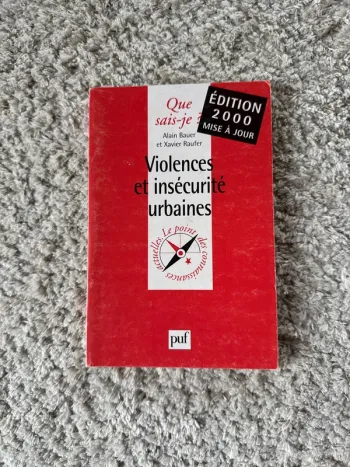 Que
sais-je ?
Alain Bauer
et Xavier Raufer
ÉDITION
2000
MISE À JOUR
Violences
et insécurité
urbaines
Le point des connaissances actuelles
puf